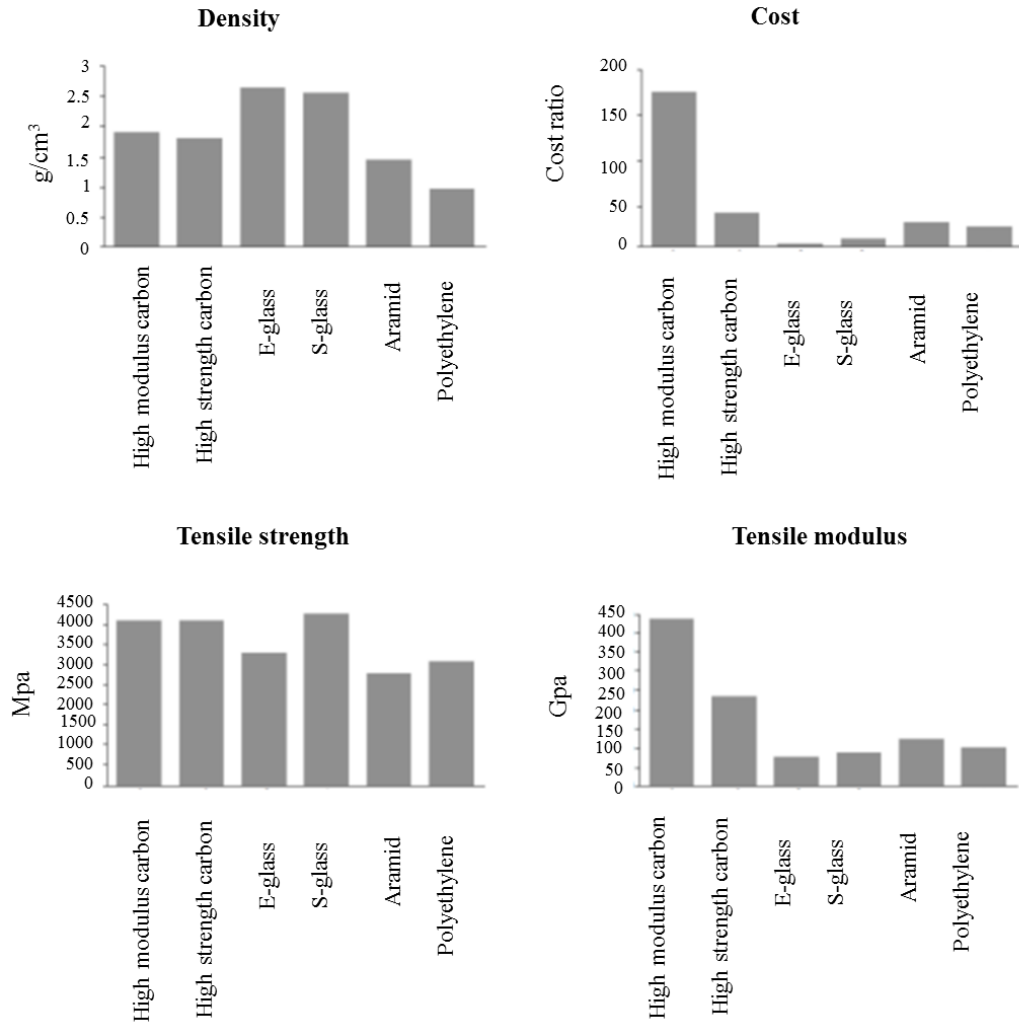 Density
3
2.5
2
1.5
1
0.5
0
g/cm³
High modulus carbon
High strength carbon
E-glass
S-glass
Aramid
Polyethylene
Cost
200
150
100
50
0
Cost ratio
High modulus carbon
High strength carbon
E-glass
S-glass
Aramid
Polyethylene
Tensile strength
4500
4000
3500
3000
2500
2000
1500
1000
500
0
Mpa
High modulus carbon
High strength carbon
E-glass
S-glass
Aramid
Polyethylene
Tensile modulus
450
400
350
300
250
200
150
100
50
0
Gpa
High modulus carbon
High strength carbon
E-glass
S-glass
Aramid
Polyethylene